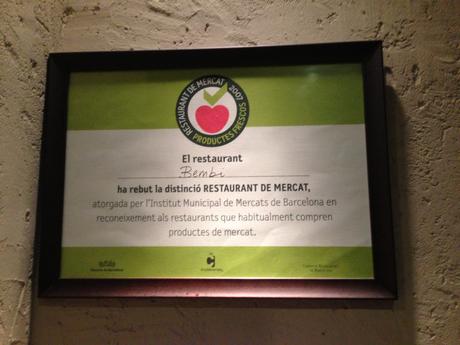 RESTAURANT DE MERCAT 2007
PRODUCTES FRESCOS
El restaurant
Bembi
ha rebut la distinció RESTAURANT DE MERCAT,
atorgada per l'Institut Municipal de Mercats de Barcelona en
reconeixement als restaurants que habitualment compren
productes de mercat.